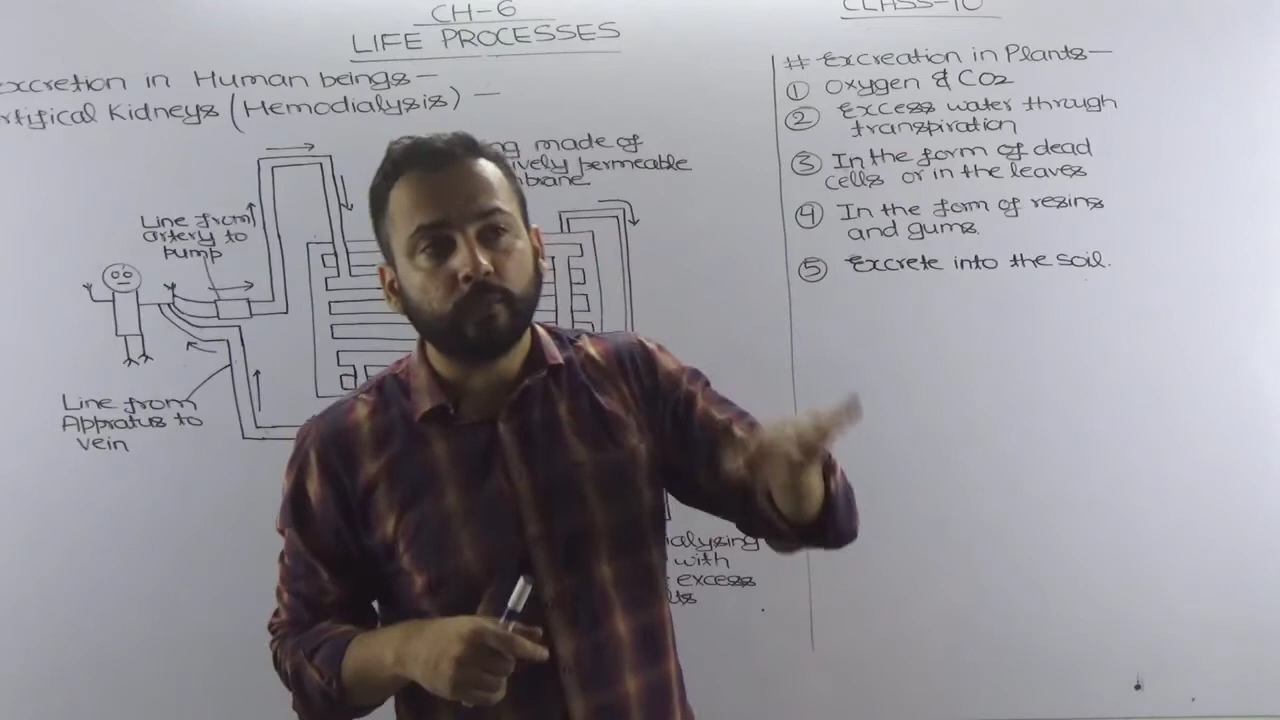 CH-6
LIFE PROCESSES
CLASS-10
Excretion in Human beings-
Artifical Kidneys (Hemodialysis) -
made of
permeable
Line from
artery to
pump
Line from
Appratus to
vein
with
excess
# Excreation in Plants-
① Oxygen & CO2
② Excess water through
transpiration
③ In the form of dead
cells or in the leaves
④ In the form of resins
and gums
⑤ Excrete into the soil.